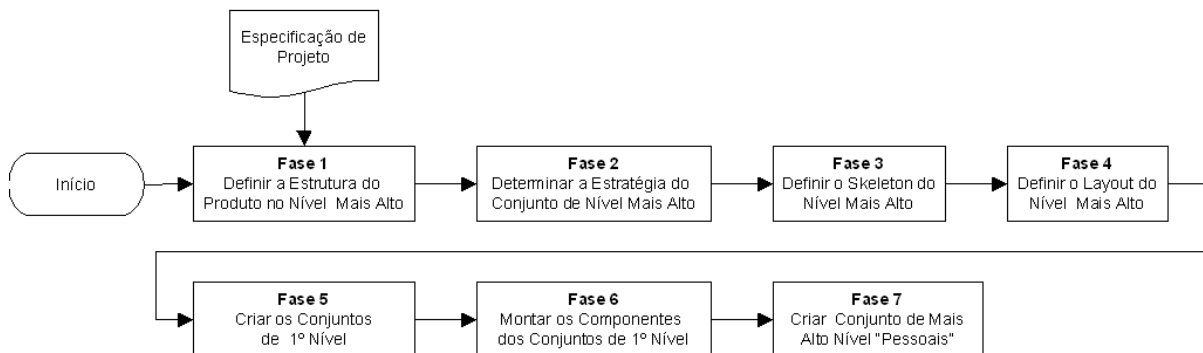 Especificação de
Projeto
Início
Fase 1
Definir a Estrutura do
Produto no Nível Mais Alto
Fase 2
Determinar a Estratégia do
Conjunto de Nível Mais Alto
Fase 3
Definir o Skeleton do
Nível Mais Alto
Fase 4
Definir o Layout do
Nível Mais Alto
Fase 5
Criar os Conjuntos
de 1º Nível
Fase 6
Montar os Componentes
dos Conjuntos de 1º Nível
Fase 7
Criar Conjunto de Mais
Alto Nível "Pessoais"